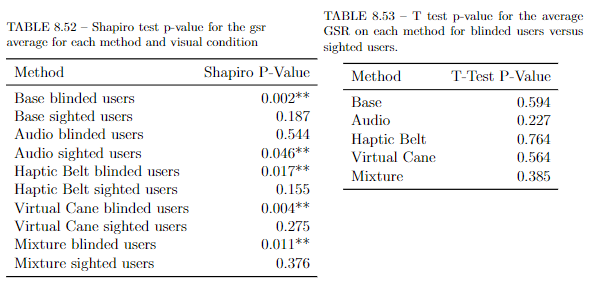 TABLE 8.52 – Shapiro test p-value for the gsr
average for each method and visual condition
Method Shapiro P-Value
Base blinded users 0.002**
Base sighted users 0.187
Audio blinded users 0.544
Audio sighted users 0.046**
Haptic Belt blinded users 0.017**
Haptic Belt sighted users 0.155
Virtual Cane blinded users 0.004**
Virtual Cane sighted users 0.275
Mixture blinded users 0.011**
Mixture sighted users 0.376
TABLE 8.53 – T test p-value for the average
GSR on each method for blinded users versus
sighted users.
Method T-Test P-Value
Base 0.594
Audio 0.227
Haptic Belt 0.764
Virtual Cane 0.564
Mixture 0.385